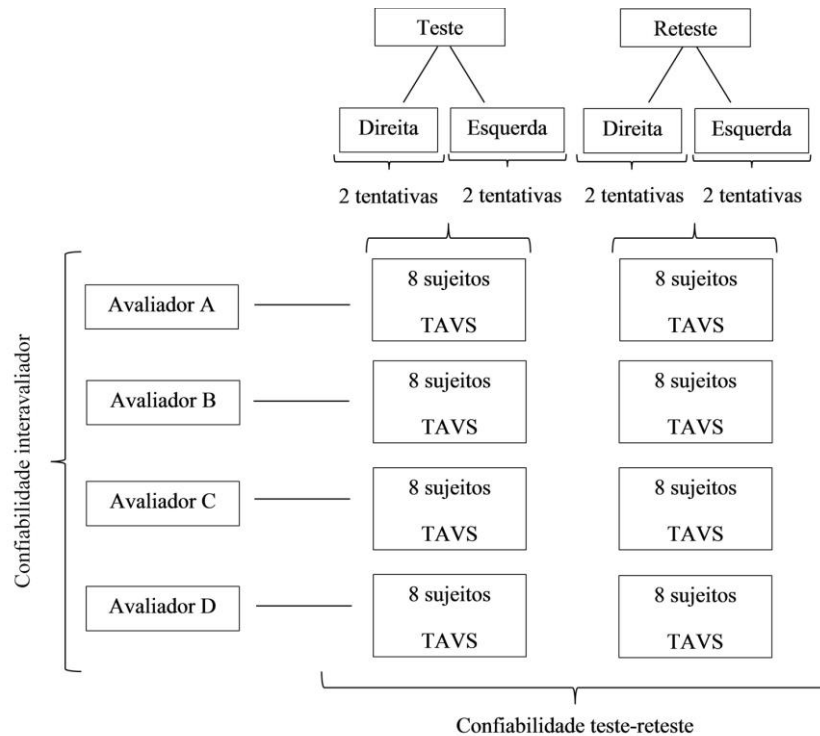 Teste
Reteste
Direita
Esquerda
Direita
Esquerda
2 tentativas
2 tentativas
2 tentativas
2 tentativas
Confiabilidade interavaliador
Avaliador A
8 sujeitos
TAVS
8 sujeitos
TAVS
Avaliador B
8 sujeitos
TAVS
8 sujeitos
TAVS
Avaliador C
8 sujeitos
TAVS
8 sujeitos
TAVS
Avaliador D
8 sujeitos
TAVS
8 sujeitos
TAVS
Confiabilidade teste-reteste